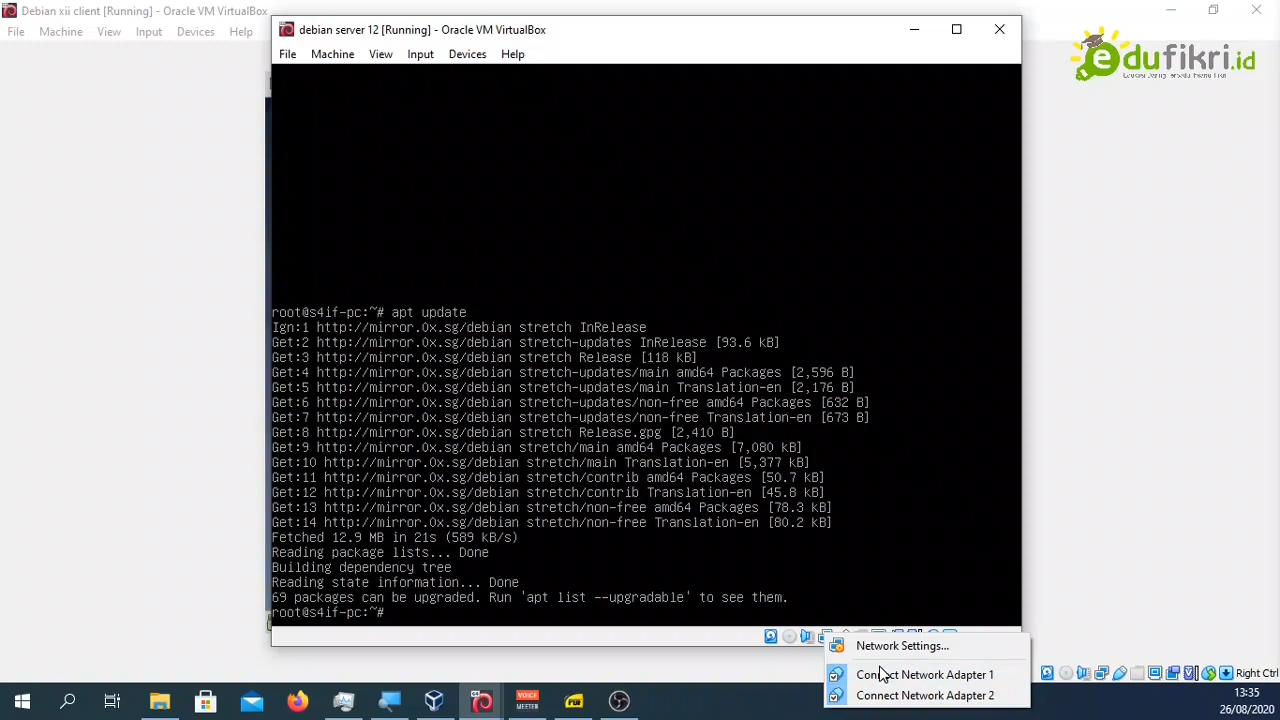 Debian xii client [Running] - Oracle VM VirtualBox
File Machine View Input Devices Help
debian server 12 [Running] - Oracle VM VirtualBox
File Machine View Input Devices Help
edufikri.id
root@s4if-pc:~# apt update
Ign:1 http://mirror.0x.sg/debian stretch InRelease
Get:2 http://mirror.0x.sg/debian stretch-updates InRelease [93.6 kB]
Get:3 http://mirror.0x.sg/debian stretch Release [118 kB]
Get:4 http://mirror.0x.sg/debian stretch-updates/main amd64 Packages [2,596 B]
Get:5 http://mirror.0x.sg/debian stretch-updates/main Translation-en [2,176 B]
Get:6 http://mirror.0x.sg/debian stretch-updates/non-free amd64 Packages [632 B]
Get:7 http://mirror.0x.sg/debian stretch-updates/non-free Translation-en [673 B]
Get:8 http://mirror.0x.sg/debian stretch Release.gpg [2,410 B]
Get:9 http://mirror.0x.sg/debian stretch/main amd64 Packages [7,080 kB]
Get:10 http://mirror.0x.sg/debian stretch/main Translation-en [5,377 kB]
Get:11 http://mirror.0x.sg/debian stretch/contrib amd64 Packages [50.7 kB]
Get:12 http://mirror.0x.sg/debian stretch/contrib Translation-en [45.8 kB]
Get:13 http://mirror.0x.sg/debian stretch/non-free amd64 Packages [78.3 kB]
Get:14 http://mirror.0x.sg/debian stretch/non-free Translation-en [80.2 kB]
Fetched 12.9 MB in 21s (589 kB/s)
Reading package lists... Done
Building dependency tree
Reading state information... Done
69 packages can be upgraded. Run 'apt list --upgradable' to see them.
root@s4if-pc:~#
Network Settings...
Connect Network Adapter 1
Connect Network Adapter 2
Right Ctrl
VOICE
MEETER
13:35
26/08/2020